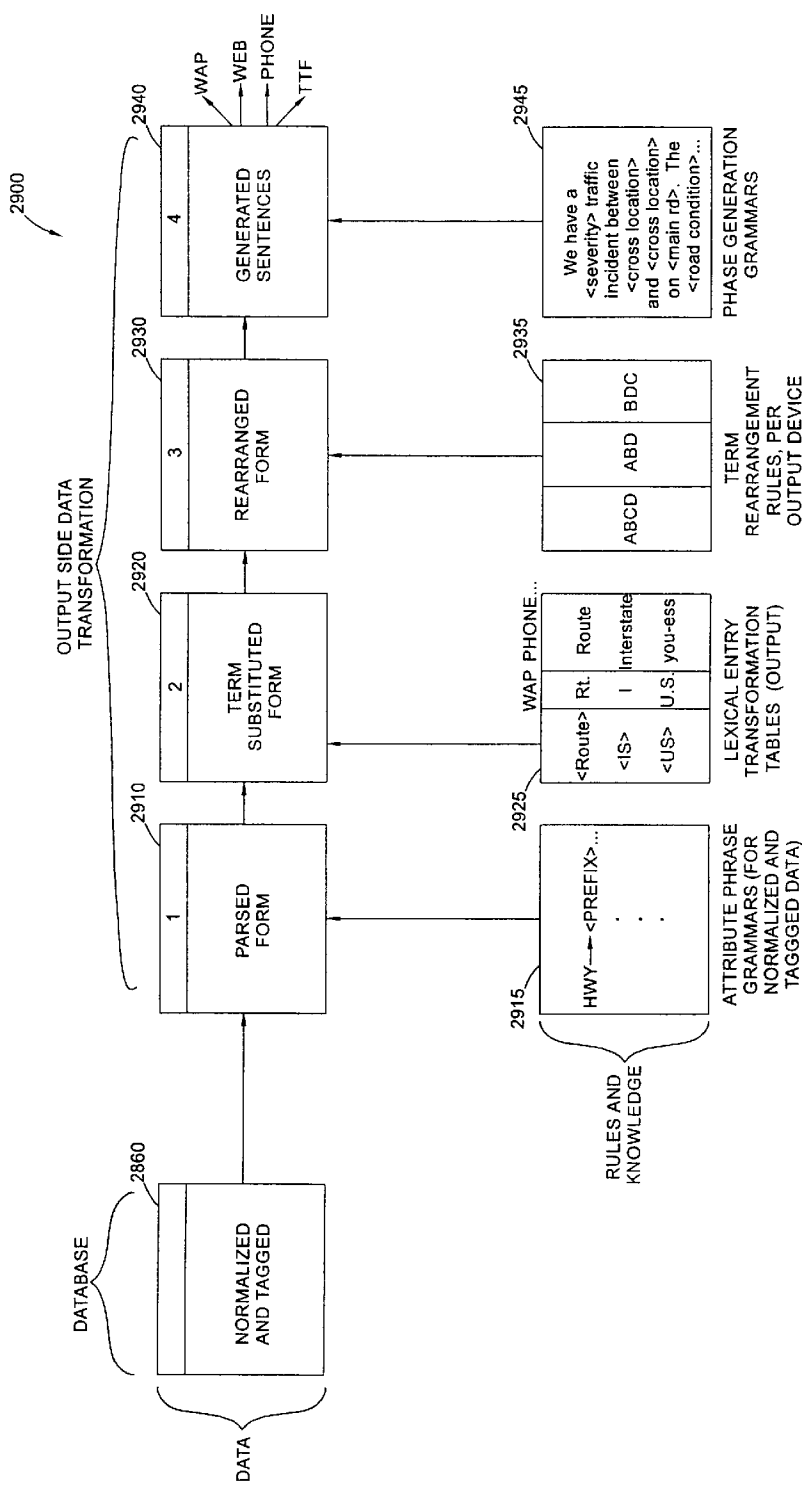 2900
OUTPUT SIDE DATA
TRANSFORMATION
DATABASE
2860
NORMALIZED
AND TAGGED
DATA
2910
1
PARSED
FORM
2920
2
TERM
SUBSTITUTED
FORM
2930
3
REARRANGED
FORM
2940
4
GENERATED
SENTENCES
WAP
WEB
PHONE
TTF
RULES AND
KNOWLEDGE
2915
HWY <PREFIX>...
.
.
.
ATTRIBUTE PHRASE
GRAMMARS (FOR
NORMALIZED AND
TAGGGED DATA)
2925
WAP PHONE...
<Route> Rt. Route
<IS> I Interstate
<US> U.S. you-ess
LEXICAL ENTRY
TRANSFORMATION
TABLES (OUTPUT)
2935
ABCD ABD BDC
TERM
REARRANGEMENT
RULES, PER
OUTPUT DEVICE
2945
We have a
<severity> traffic
incident between
<cross location>
and <cross location>
on <main rd>. The
<road condition>...
PHASE GENERATION
GRAMMARS